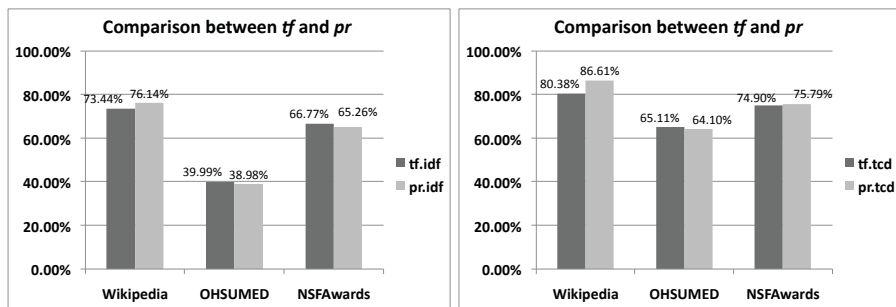 Comparison between tf and pr
100.00%
80.00%
60.00%
40.00%
20.00%
0.00%
73.44%
76.14%
39.99%
38.98%
66.77%
65.26%
Wikipedia
OHSUMED
NSFAwards
tf.idf
pr.idf
Comparison between tf and pr
100.00%
80.00%
60.00%
40.00%
20.00%
0.00%
80.38%
86.61%
65.11%
64.10%
74.90%
75.79%
Wikipedia
OHSUMED
NSFAwards
tf.tcd
pr.tcd